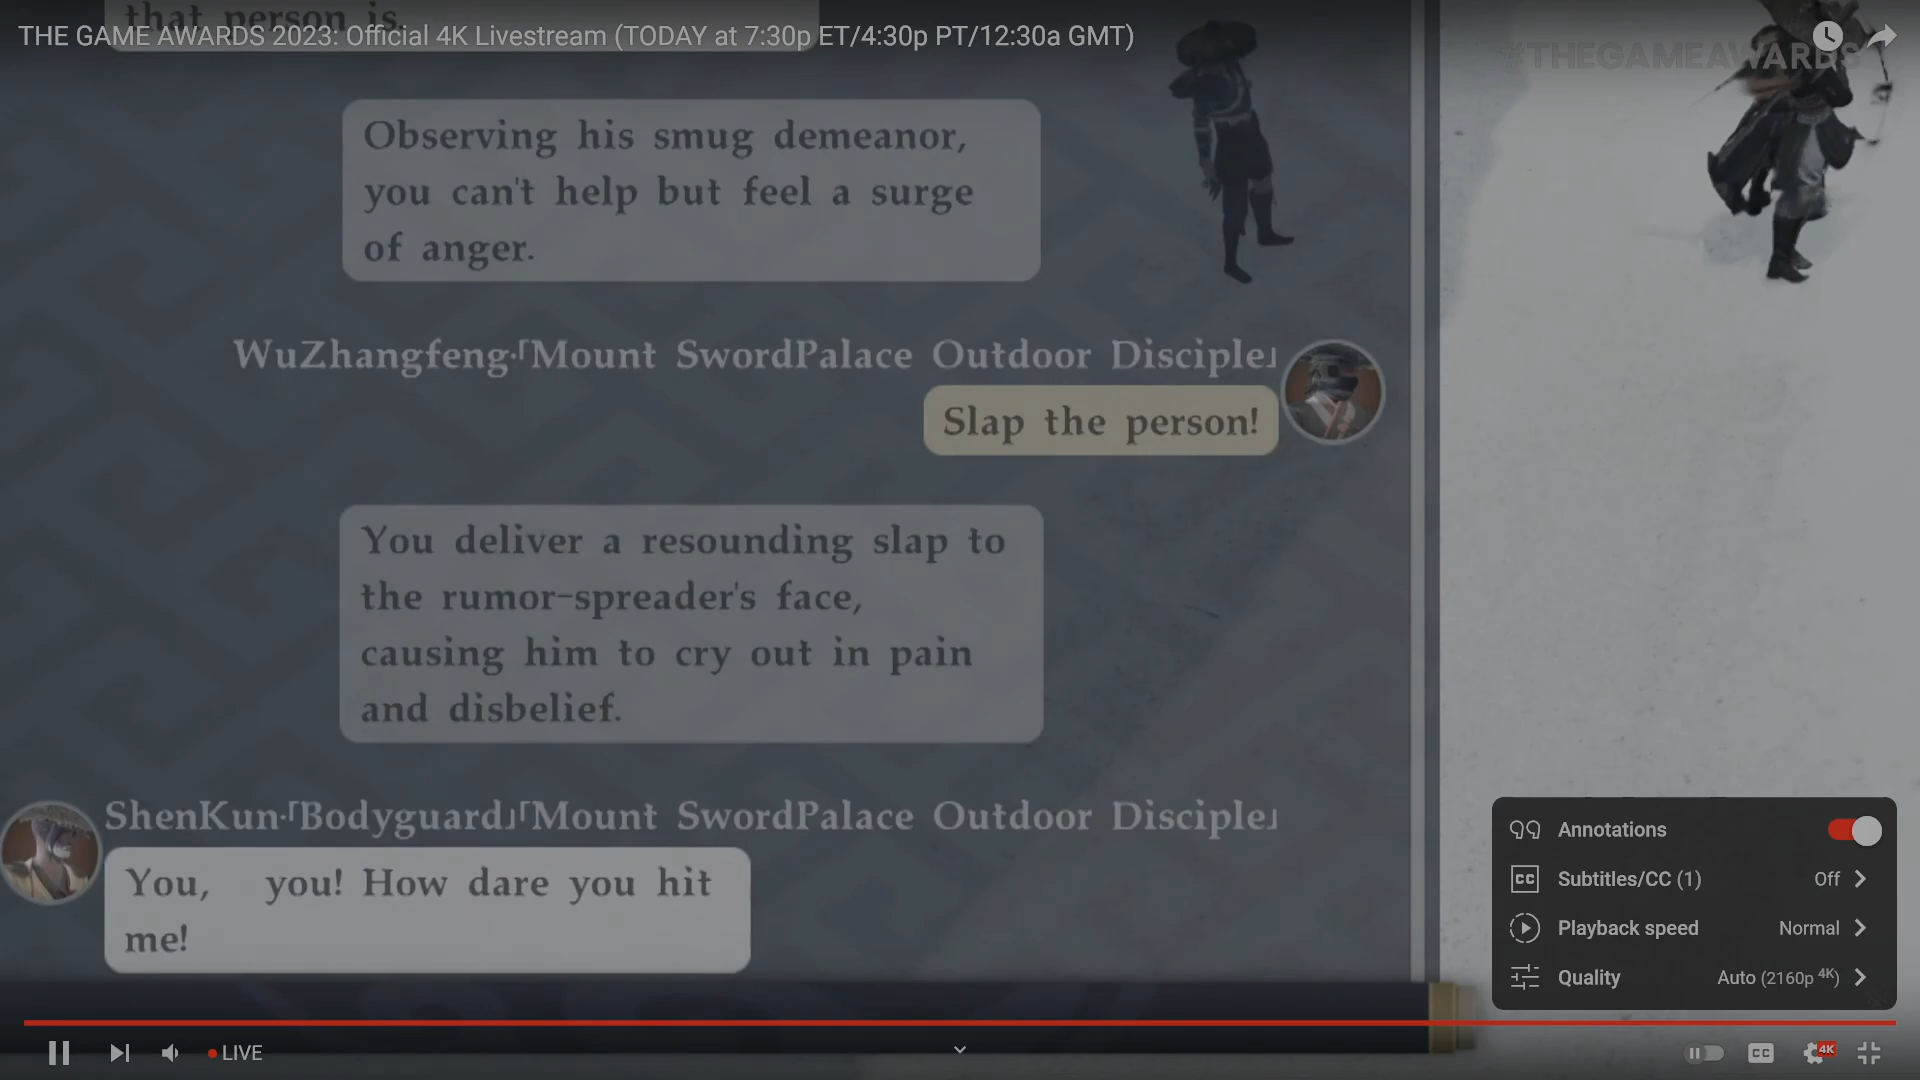 that person is.
THE GAME AWARDS 2023: Official 4K Livestream (TODAY at 7:30p ET/4:30p PT/12:30a GMT)
#THEGAMEAWARDS
Observing his smug demeanor,
you can't help but feel a surge
of anger.
WuZhangfeng·「Mount SwordPalace Outdoor Disciple」
Slap the person!
You deliver a resounding slap to
the rumor-spreader's face,
causing him to cry out in pain
and disbelief.
ShenKun·「Bodyguard」「Mount SwordPalace Outdoor Disciple」
You, you! How dare you hit
me!
Annotations
CC Subtitles/CC (1) Off
Playback speed Normal
Quality Auto (2160p 4K)
LIVE
CC 4K